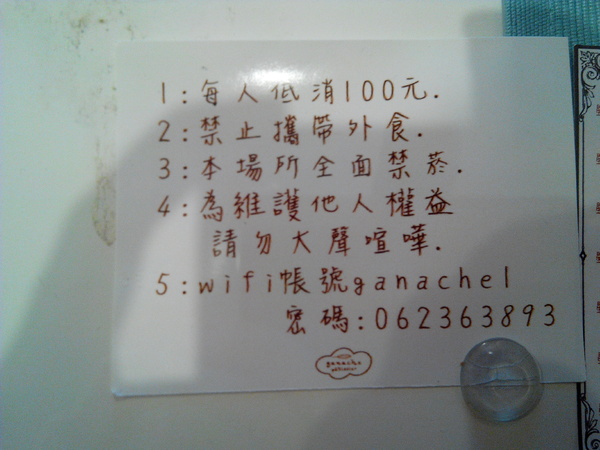 1:每人低消100元.
2:禁止攜帶外食.
3:本場所全面禁菸.
4:為維護他人權益
請勿大聲喧嘩.
5:wifi帳號ganachel
密碼:062363893
ganache